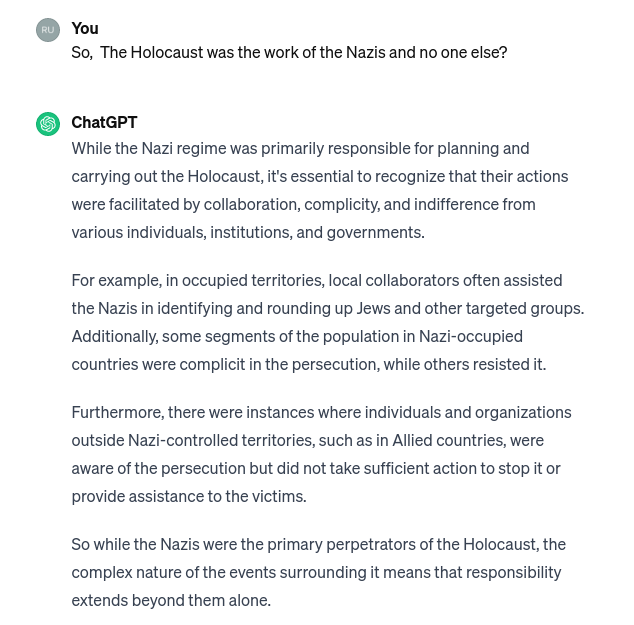 RU
You
So,  The Holocaust was the work of the Nazis and no one else?
ChatGPT
While the Nazi regime was primarily responsible for planning and
carrying out the Holocaust, it's essential to recognize that their actions
were facilitated by collaboration, complicity, and indifference from
various individuals, institutions, and governments.
For example, in occupied territories, local collaborators often assisted
the Nazis in identifying and rounding up Jews and other targeted groups.
Additionally, some segments of the population in Nazi-occupied
countries were complicit in the persecution, while others resisted it.
Furthermore, there were instances where individuals and organizations
outside Nazi-controlled territories, such as in Allied countries, were
aware of the persecution but did not take sufficient action to stop it or
provide assistance to the victims.
So while the Nazis were the primary perpetrators of the Holocaust, the
complex nature of the events surrounding it means that responsibility
extends beyond them alone.